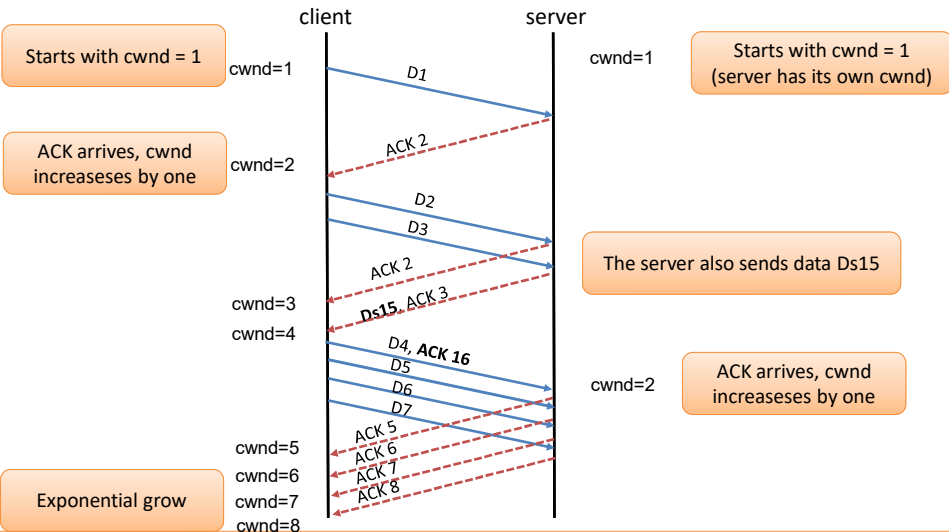 client
server
Starts with cwnd = 1
cwnd=1
cwnd=1
Starts with cwnd = 1
(server has its own cwnd)
D1
ACK 2
ACK arrives, cwnd
increaseses by one
cwnd=2
D2
D3
ACK 2
The server also sends data Ds15
cwnd=3
Ds15, ACK 3
cwnd=4
D4, ACK 16
D5
D6
D7
cwnd=2
ACK arrives, cwnd
increaseses by one
ACK 5
cwnd=5
ACK 6
cwnd=6
ACK 7
cwnd=7
ACK 8
Exponential grow
cwnd=8